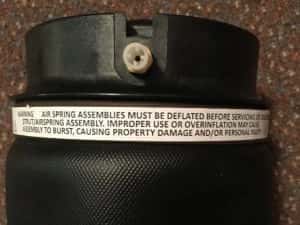 WARNING AIR SPRING ASSEMBLIES MUST BE DEFLATED BEFORE SERVICING
STRUT/AIRSPRING ASSEMBLY. IMPROPER USE OR OVERINFLATION MAY CAUSE
ASSEMBLY TO BURST, CAUSING PROPERTY DAMAGE AND/OR PERSONAL INJURY